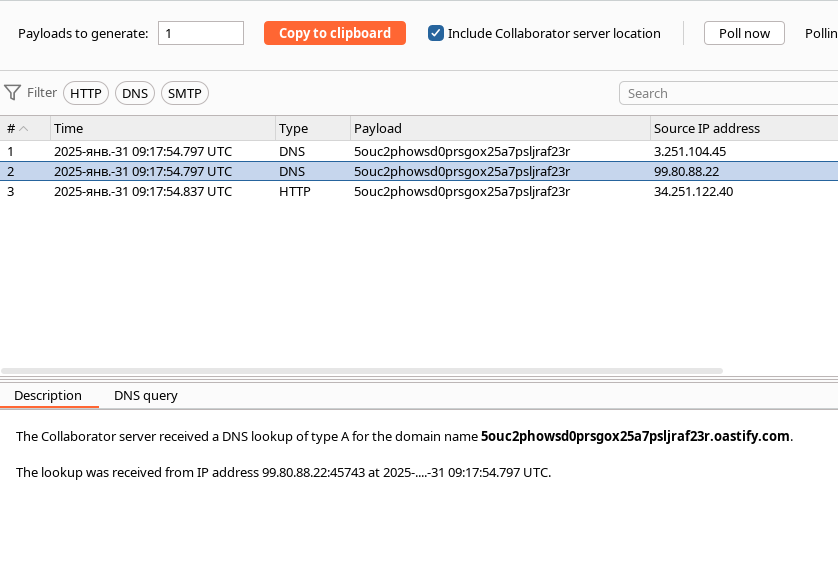 Payloads to generate: 1 Copy to clipboard Include Collaborator server location Poll now Pollin
Filter HTTP DNS SMTP Search
# Time Type Payload Source IP address
1 2025-янв.-31 09:17:54.797 UTC DNS 5ouc2phowsd0prsgox25a7psljraf23r 3.251.104.45
2 2025-янв.-31 09:17:54.797 UTC DNS 5ouc2phowsd0prsgox25a7psljraf23r 99.80.88.22
3 2025-янв.-31 09:17:54.837 UTC HTTP 5ouc2phowsd0prsgox25a7psljraf23r 34.251.122.40
Description DNS query
The Collaborator server received a DNS lookup of type A for the domain name 5ouc2phowsd0prsgox25a7psljraf23r.oastify.com.
The lookup was received from IP address 99.80.88.22:45743 at 2025-....-31 09:17:54.797 UTC.